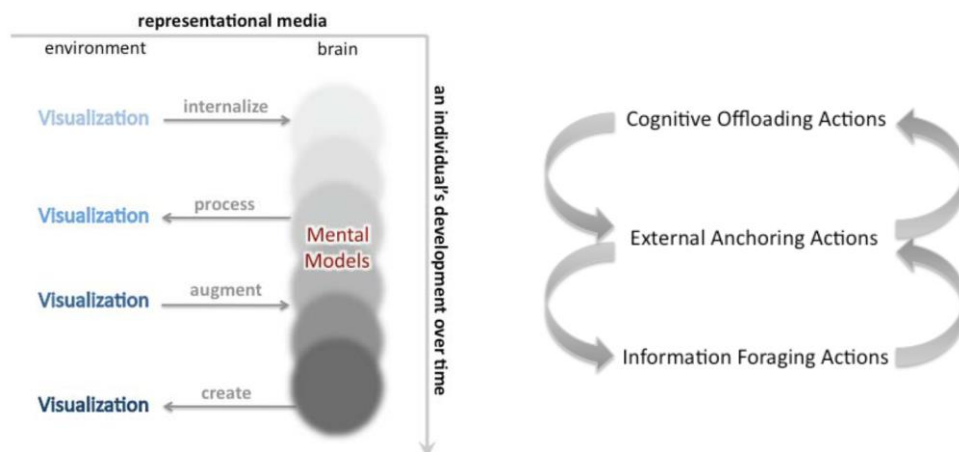 representational media
environment
brain
Visualization
internalize
Visualization
process
Mental
Models
Visualization
augment
Visualization
create
an individual's development over time
Cognitive Offloading Actions
External Anchoring Actions
Information Foraging Actions